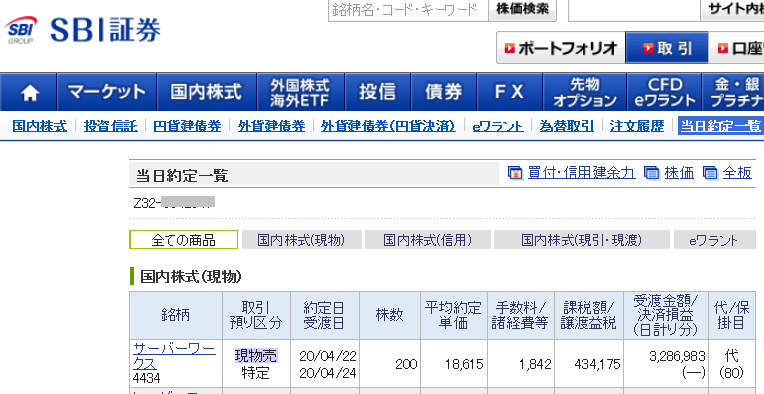 銘柄名・コード・キーワード
株価検索
サイト内検
SBI
GROUP
SBI証券
ポートフォリオ
取引
口座
マーケット
国内株式
外国株式
海外ETF
投信
債券
FX
先物
オプション
CFD
eワラント
金・銀
プラチナ
国内株式
投資信託
円貨建債券
外貨建債券
外貨建債券(円貨決済)
eワラント
為替取引
注文履歴
当日約定一覧
当日約定一覧
買付・信用建余力
株価
全板
Z32-
全ての商品
国内株式(現物)
国内株式(信用)
国内株式(現引・現渡)
eワラント
国内株式(現物)
銘柄
取引
預り区分
約定日
受渡日
株数
平均約定
単価
手数料/
諸経費等
課税額/
譲渡益税
受渡金額/
決済損益
(日計り分)
代/保
掛目
サーバーワー
クス
4434
現物売
特定
20/04/22
20/04/24
200
18,615
1,842
434,175
3,286,983
(―)
代
(80)